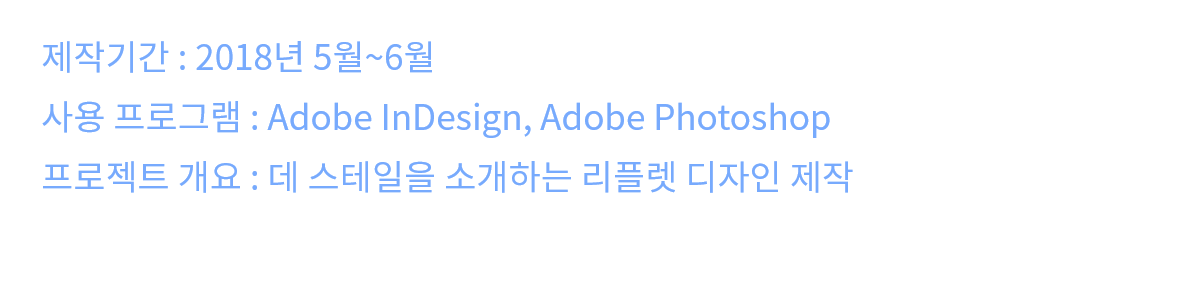 제작기간 : 2018년 5월~6월
사용 프로그램 : Adobe InDesign, Adobe Photoshop
프로젝트 개요 : 데 스테일을 소개하는 리플렛 디자인 제작